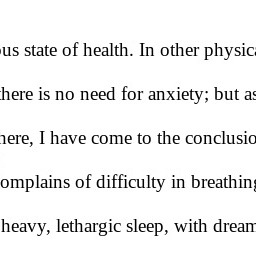 ous state of health. In other physica
there is no need for anxiety; but as
here, I have come to the conclusio
omplains of difficulty in breathing
heavy, lethargic sleep, with dream